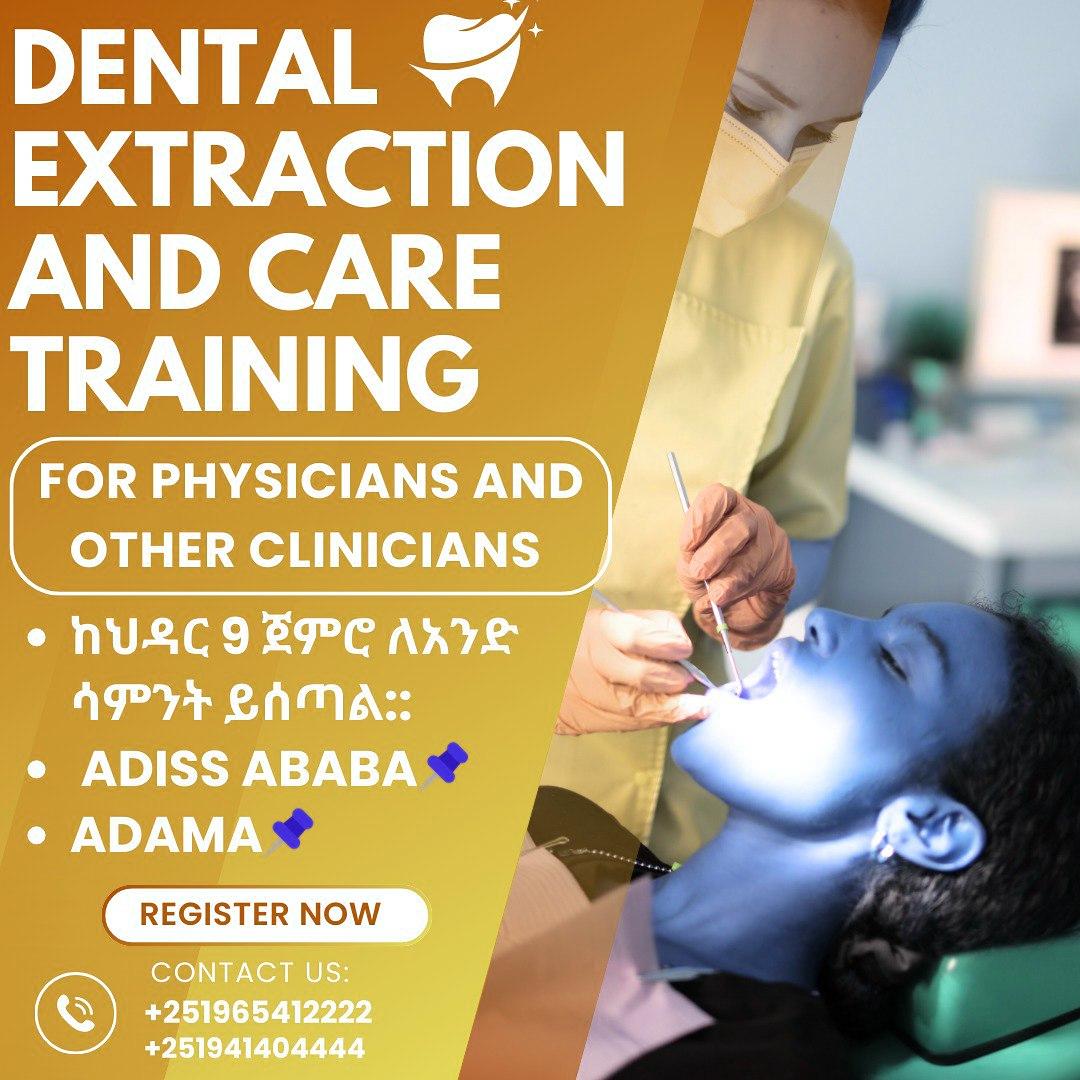 DENTAL
EXTRACTION
AND CARE
TRAINING
FOR PHYSICIANS AND
OTHER CLINICIANS
• ከህዳር 9 ጀምሮ ለአንድ
ሳምንት ይሰጣል።
• ADISS ABABA📌
• ADAMA📌
REGISTER NOW
CONTACT US:
+251965412222
+251941404444